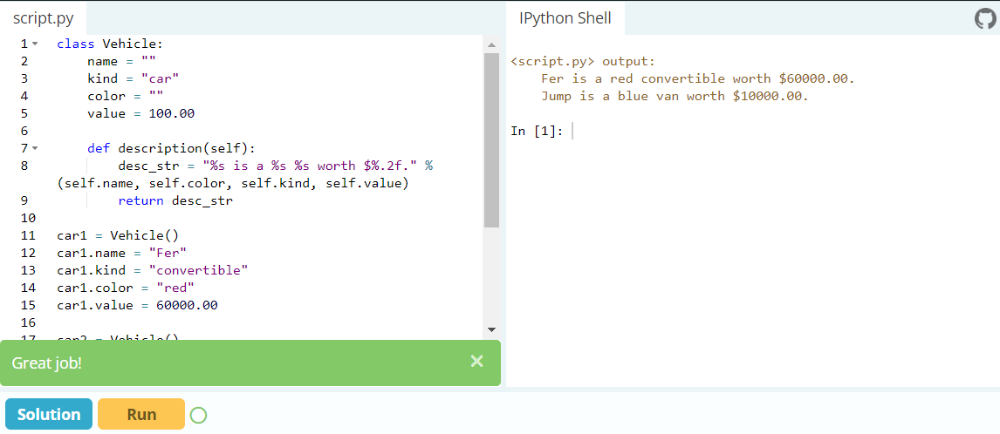 script.py
1 class Vehicle:
2 name = ""
3 kind = "car"
4 color = ""
5 value = 100.00
6
7 def description(self):
8 desc_str = "%s is a %s %s worth $%.2f." %
(self.name, self.color, self.kind, self.value)
9 return desc_str
10
11 car1 = Vehicle()
12 car1.name = "Fer"
13 car1.kind = "convertible"
14 car1.color = "red"
15 car1.value = 60000.00
16
17 car2 = Vehicle()
Great job! ×
Solution Run
IPython Shell
<script.py> output:
Fer is a red convertible worth $60000.00.
Jump is a blue van worth $10000.00.
In [1]: